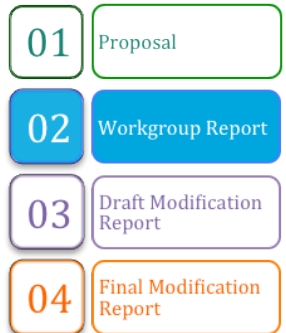 01
Proposal
02
Workgroup Report
03
Draft Modification
Report
04
Final Modification
Report